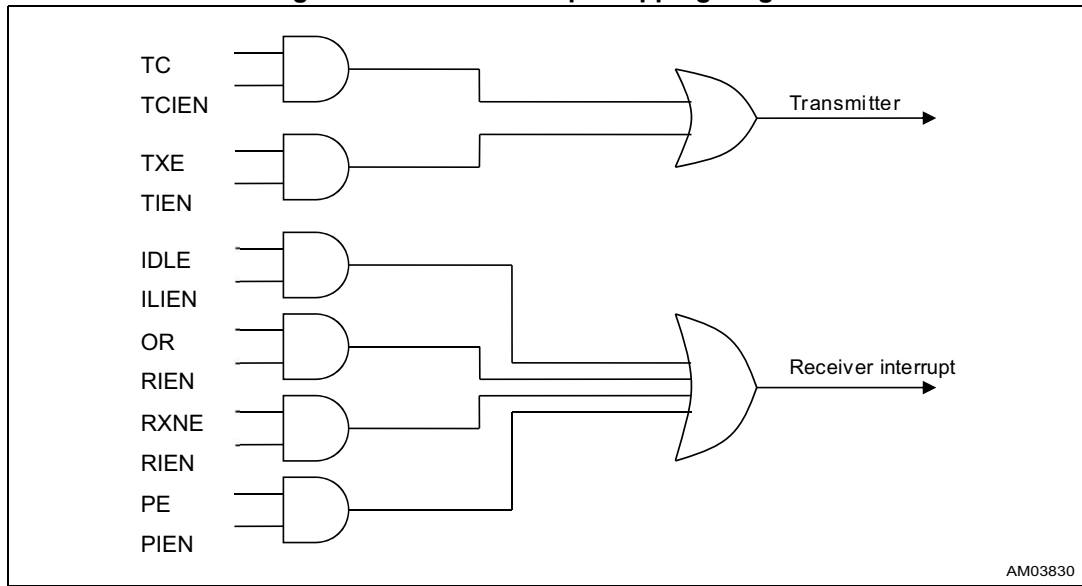 TC
TCIEN
TXE
TIEN
IDLE
ILIEN
OR
RIEN
RXNE
RIEN
PE
PIEN
Transmitter
Receiver interrupt
AM03830